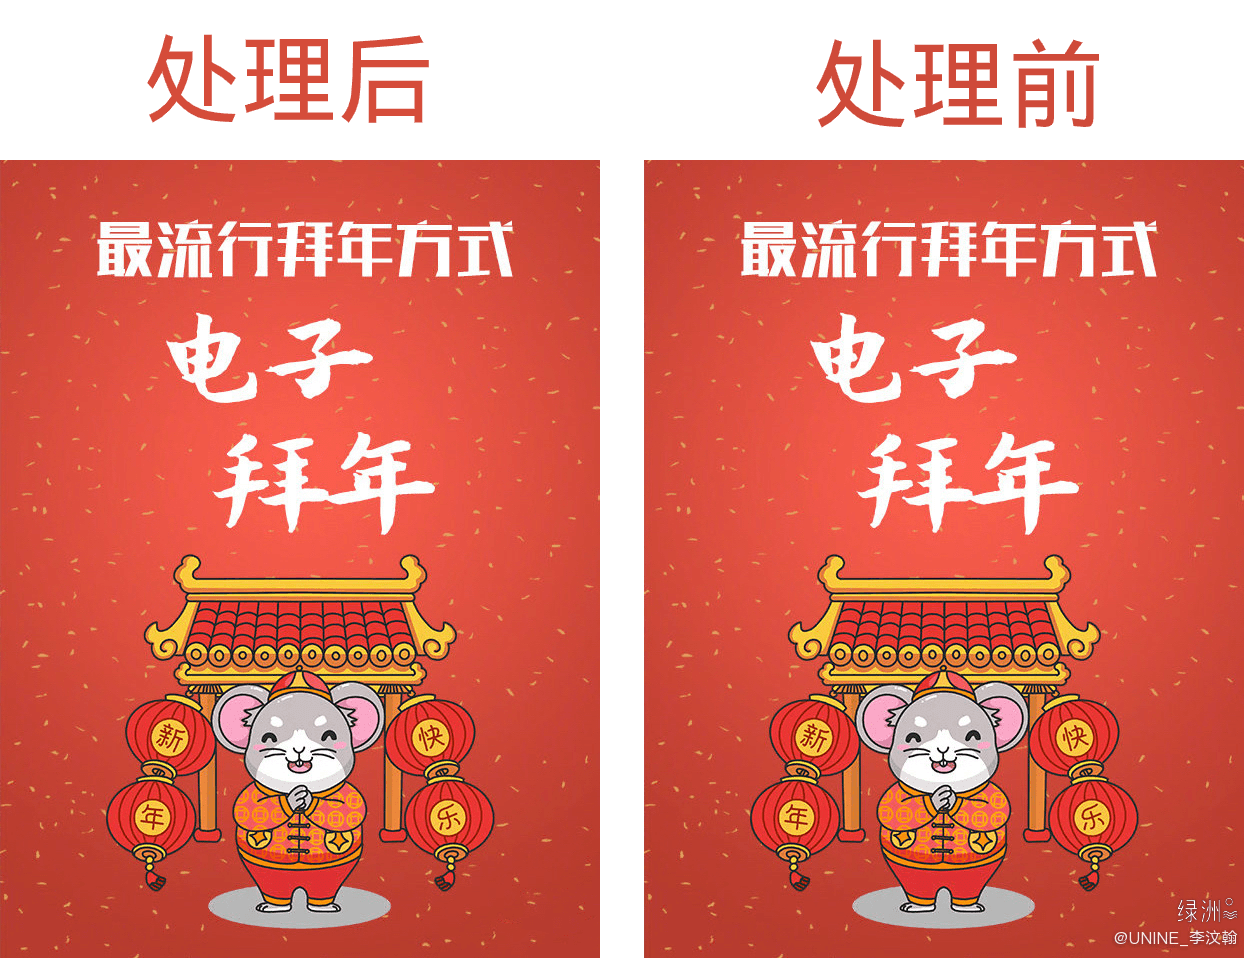 处理后
处理前
最流行拜年方式
电子
拜年
新
快
年
乐
最流行拜年方式
电子
拜年
新
快
年
乐
绿洲
@UNINE_李汶翰